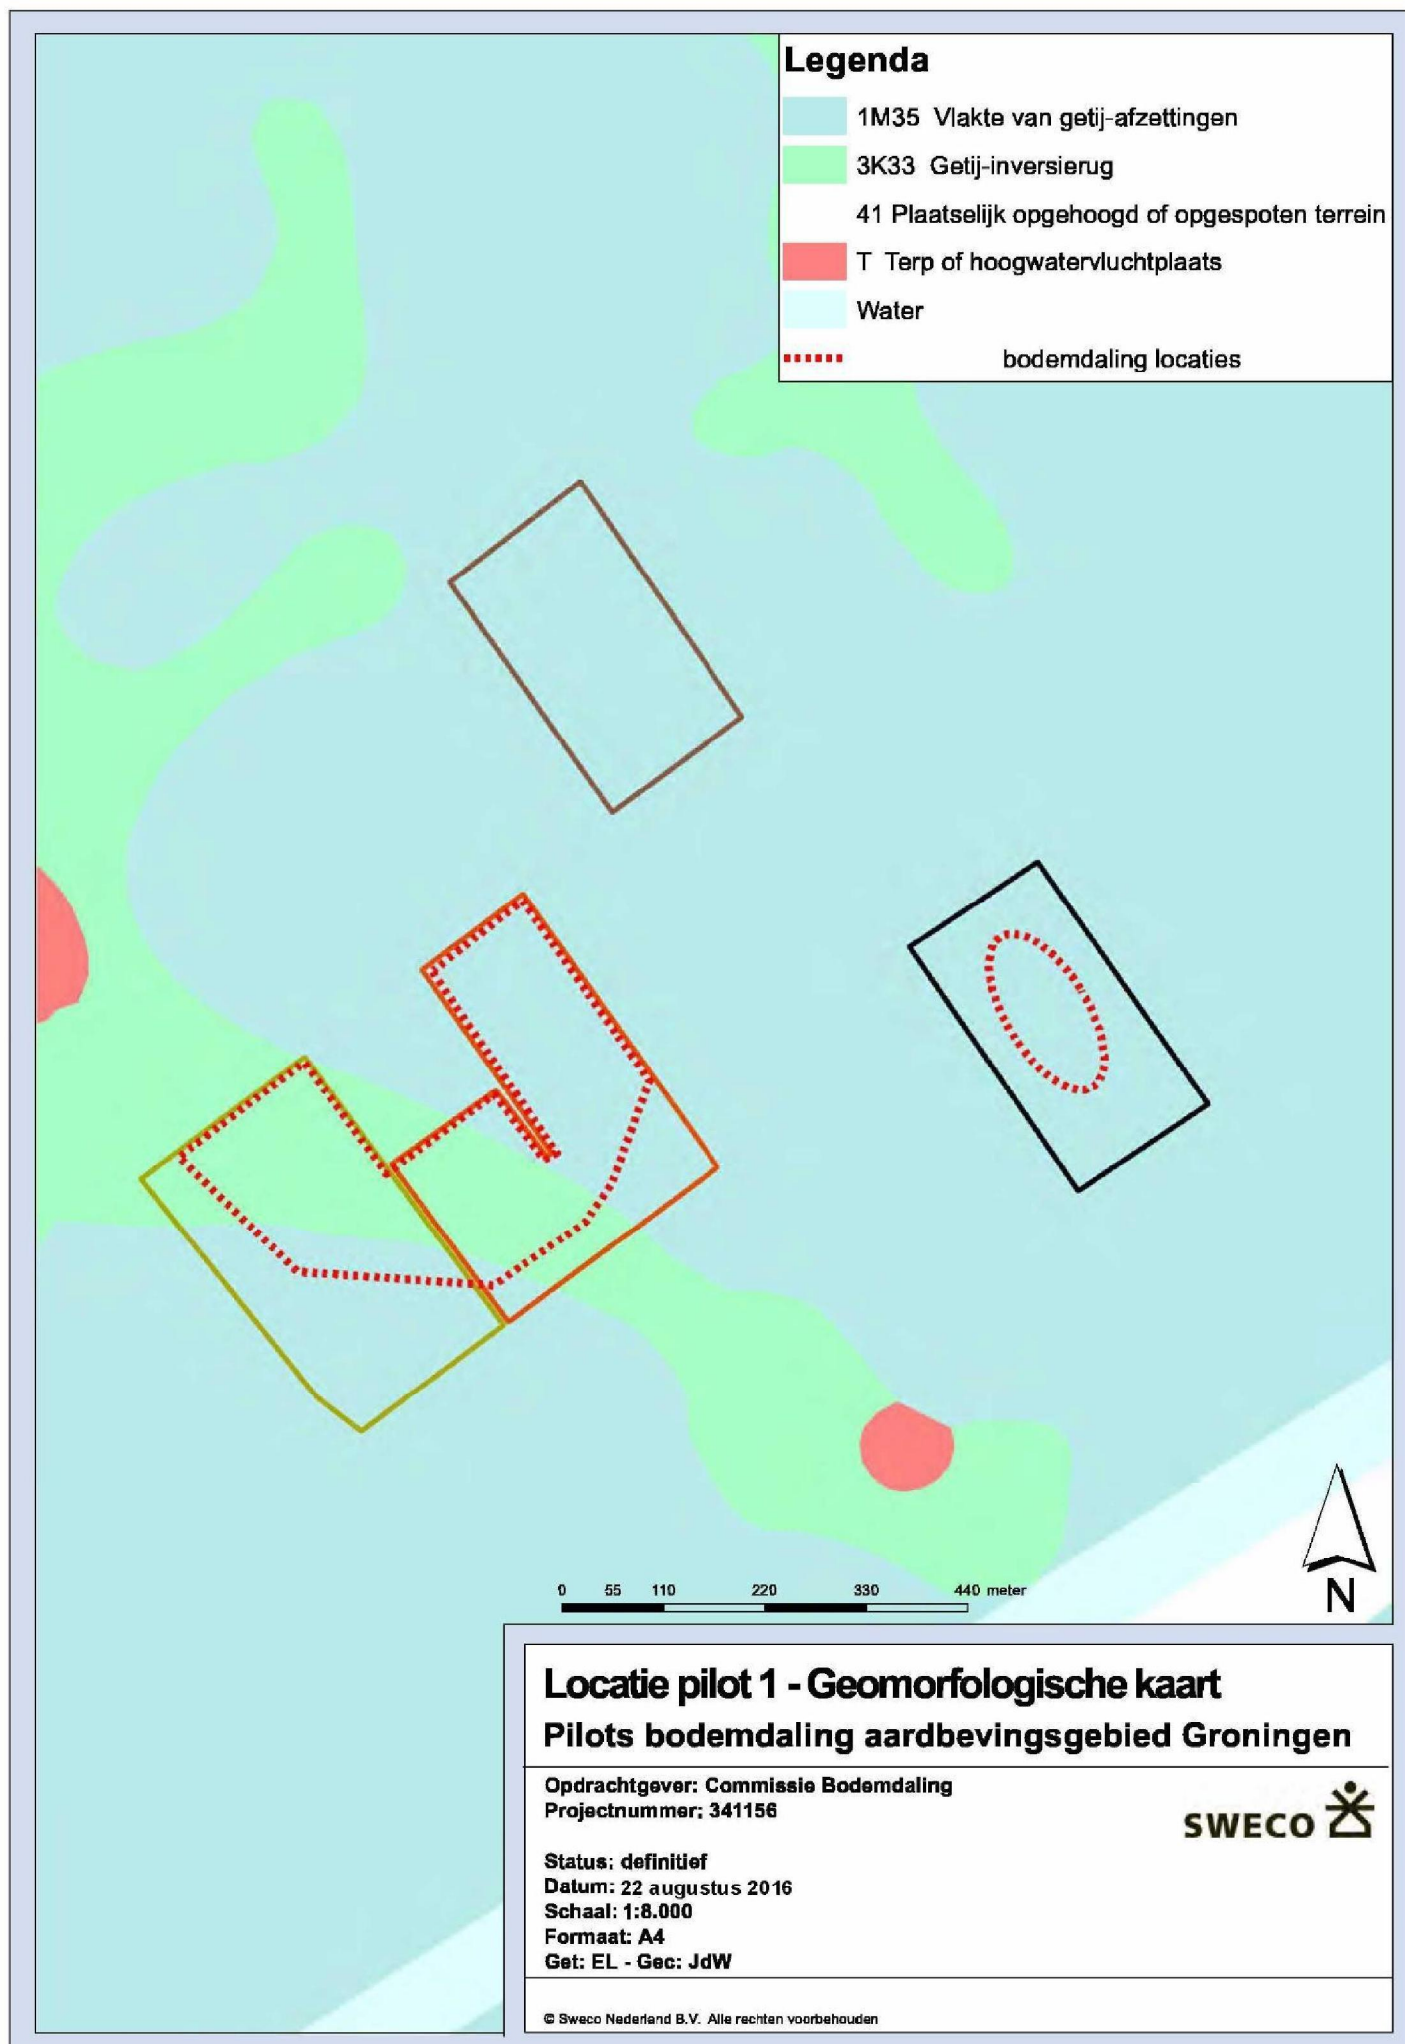 Legenda
1M35 Vlakte van getij-afzettingen
3K33 Getij-inversierug
41 Plaatselijk opgehoogd of opgespoten terrein
T Terp of hoogwatervluchtplaats
Water
bodemdaling locaties
0 55 110 220 330 440 meter
N
Locatie pilot 1 - Geomorfologische kaart
Pilots bodemdaling aardbevingsgebied Groningen
Opdrachtgever: Commissie Bodemdaling
Projectnummer: 341156
SWECO
Status: definitief
Datum: 22 augustus 2016
Schaal: 1:8.000
Formaat: A4
Get: EL - Gec: JdW
© Sweco Nederland B.V. Alle rechten voorbehouden